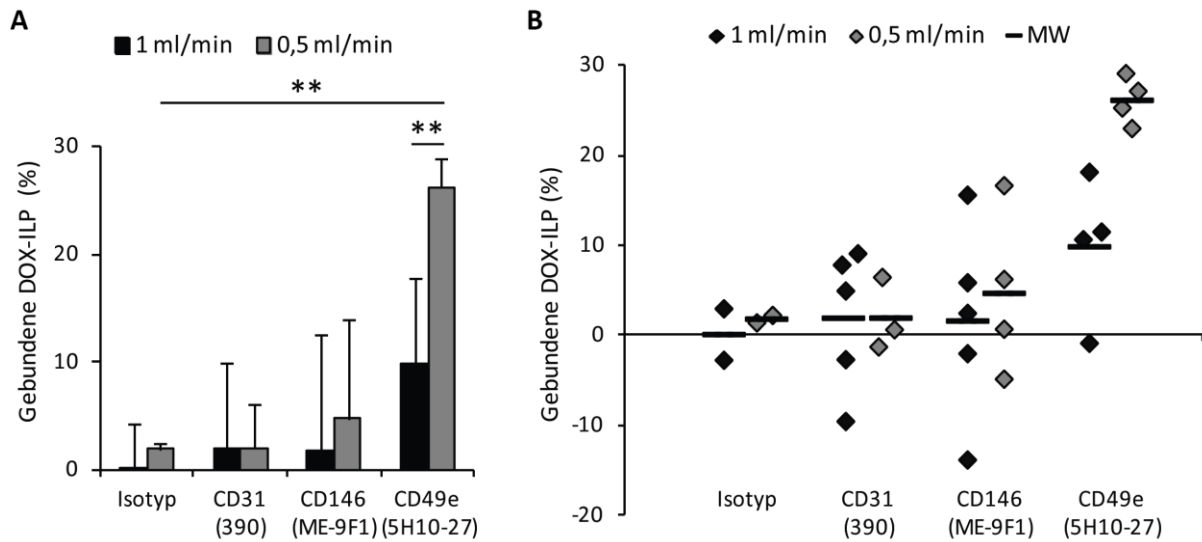 A
1 ml/min 0,5 ml/min
**
**
Gebundene DOX-ILP (%)
30
20
10
0
Isotyp CD31 CD146 CD49e
(390) (ME-9F1) (5H10-27)
B
1 ml/min 0,5 ml/min MW
Gebundene DOX-ILP (%)
30
20
10
0
-10
-20
Isotyp CD31 CD146 CD49e
(390) (ME-9F1) (5H10-27)